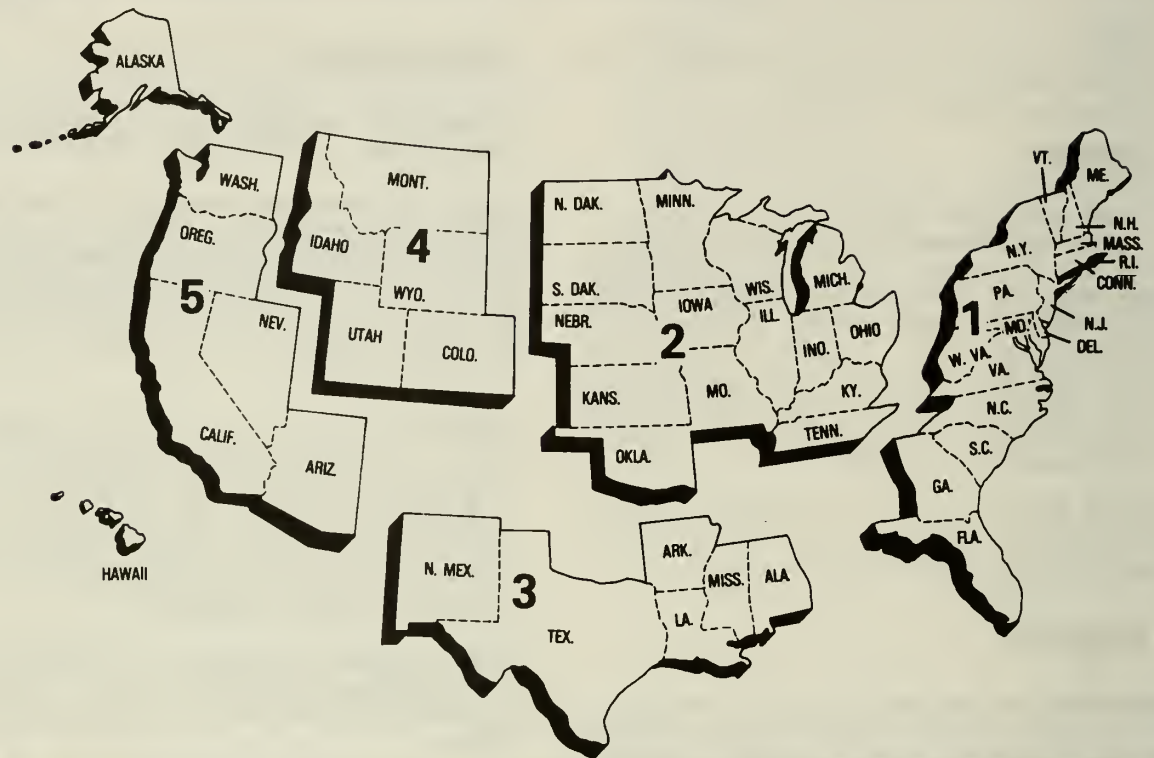 ALASKA
WASH.
OREG.
5
NEV.
CALIF.
ARIZ.
HAWAII
MONT.
IDAHO
4
WYO.
UTAH
COLO.
N. DAK.
MINN.
S. DAK.
WIS.
MICH.
NEBR.
IOWA
2
ILL
INO.
OHIO
KANS.
MO.
KY.
TENN.
OKLA.
N. MEX.
3
TEX.
ARK.
LA.
MISS.
ALA
VT.
ME.
N.H.
MASS.
R.I.
CONN.
N.Y.
PA.
1
MD.
N.J.
DEL.
W. VA.
VA.
N.C.
S.C.
GA.
FLA.